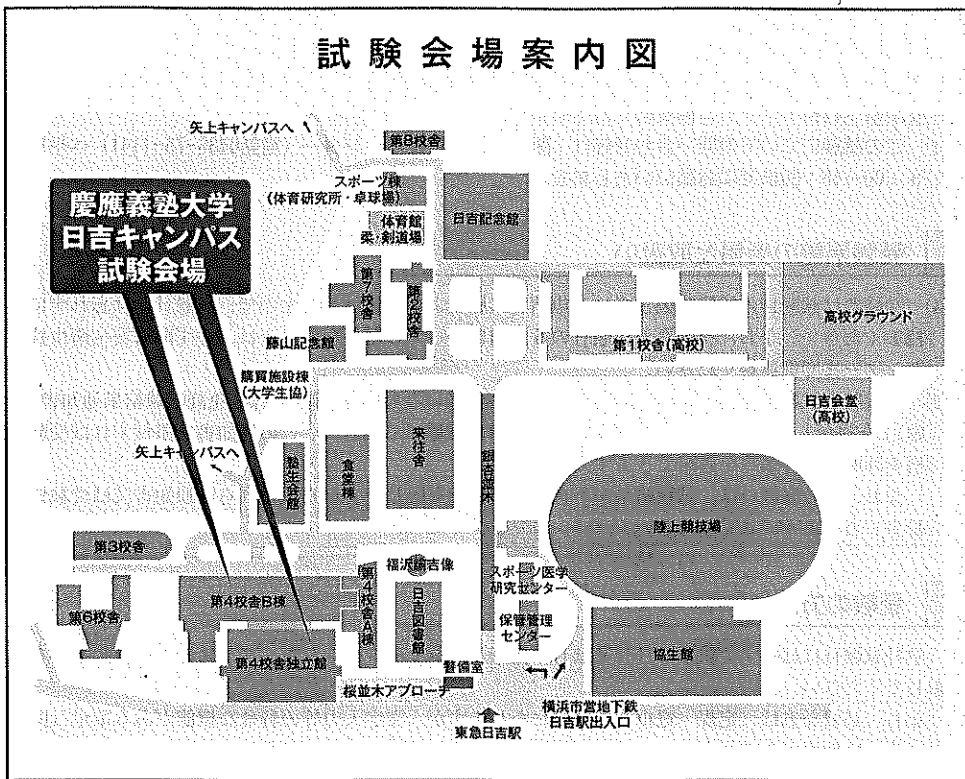 試験会場案内図
矢上キャンパスへ
第8校舎
スポーツ棟
(体育研究所・卓球場)
日吉記念館
慶應義塾大学
日吉キャンパス
試験会場
体育館
柔・剣道場
第7校舎
第2校舎
高校グラウンド
藤山記念館
第1校舎(高校)
購買施設棟
(大学生協)
日吉会堂
(高校)
矢上キャンパスへ
塾生会館
食堂棟
来往舎
銀杏並木
陸上競技場
第3校舎
福沢諭吉像
スポーツ医学
研究センター
第4校舎B棟
第4校舎A棟
日吉図書館
第6校舎
保管管理
センター
第4校舎独立館
協生館
警備室
桜並木アプローチ
横浜市営地下鉄
日吉駅出入口
東急日吉駅